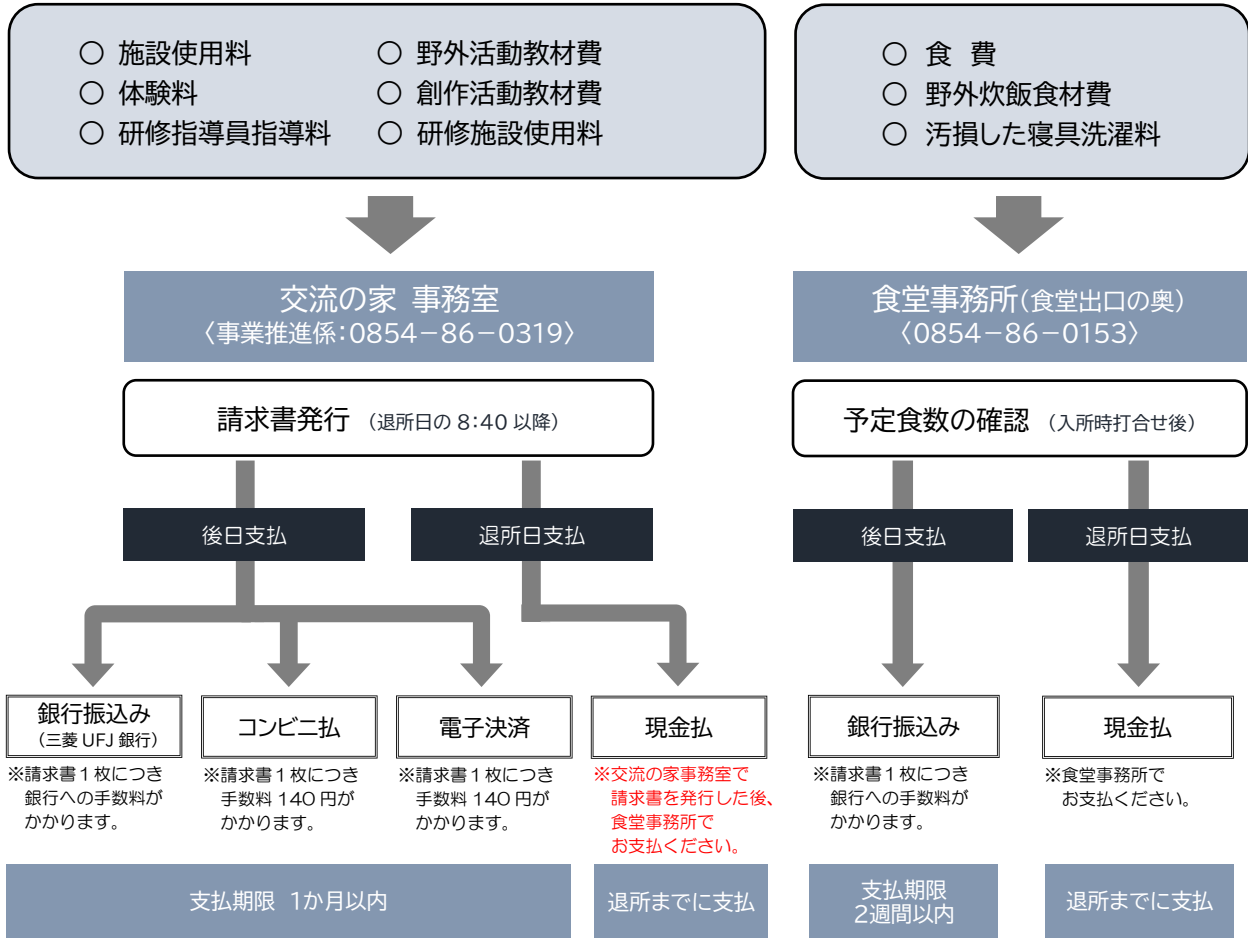 ○ 施設使用料
○ 野外活動教材費
○ 体験料
○ 創作活動教材費
○ 研修指導員指導料
○ 研修施設使用料
○ 食 費
○ 野外炊飯食材費
○ 汚損した寝具洗濯料
交流の家 事務室
〈事業推進係:0854-86-0319〉
食堂事務所(食堂出口の奥)
〈0854-86-0153〉
請求書発行 (退所日の 8:40 以降)
予定食数の確認 (入所時打合せ後)
後日支払
退所日支払
後日支払
退所日支払
銀行振込み
(三菱 UFJ 銀行)
※請求書1枚につき
銀行への手数料が
かかります。
コンビニ払
※請求書1枚につき
手数料 140 円が
かかります。
電子決済
※請求書1枚につき
手数料 140 円が
かかります。
現金払
※交流の家事務室で
請求書を発行した後、
食堂事務所で
お支払ください。
銀行振込み
※請求書1枚につき
銀行への手数料が
かかります。
現金払
※食堂事務所で
お支払ください。
支払期限 1か月以内
退所までに支払
支払期限
2週間以内
退所までに支払